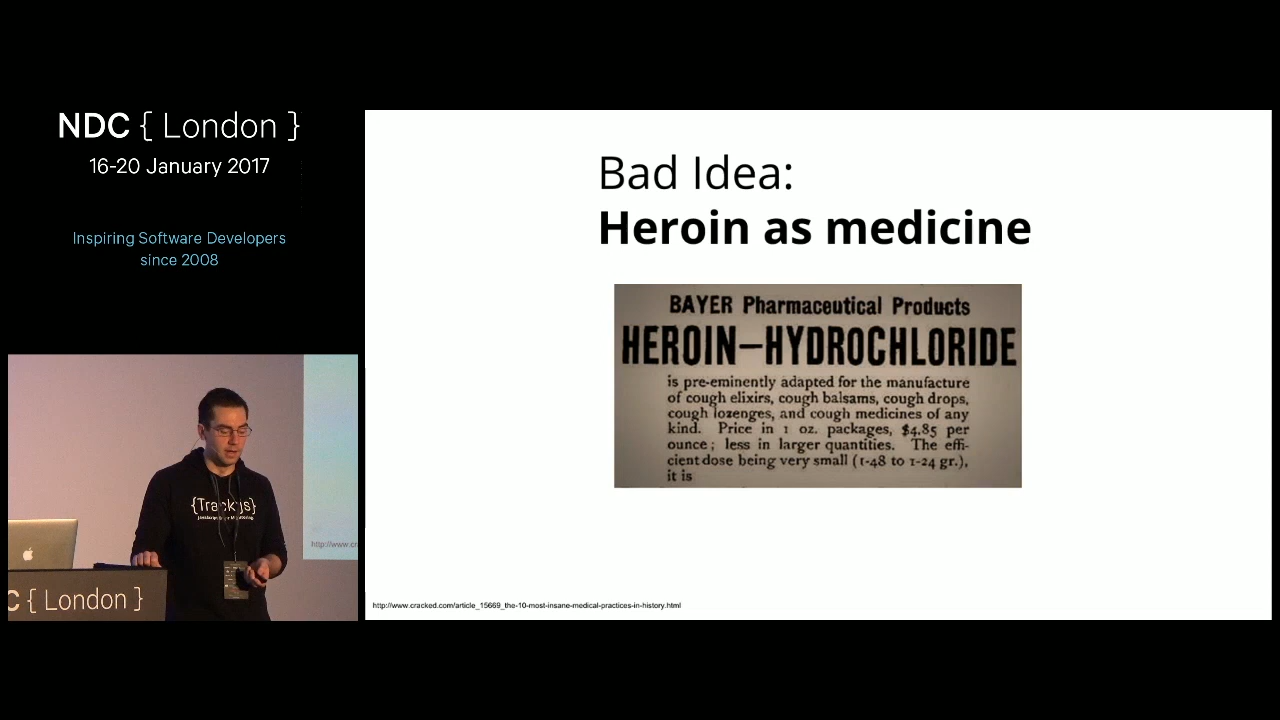 NDC { London }
16-20 January 2017
Inspiring Software Developers
since 2008
Bad Idea:
Heroin as medicine
BAYER Pharmaceutical Products
HEROIN—HYDROCHLORIDE
is pre-eminently adapted for the manufacture
of cough elixirs, cough balsams, cough drops,
cough lozenges, and cough medicines of any
kind. Price in 1 oz. packages, $4.85 per
ounce; less in larger quantities. The effi-
cient dose being very small (1-48 to 1-24 gr.),
it is
http://www.cracked.com/article_15669_the-10-most-insane-medical-practices-in-history.html
{Track:js}
http://www.cr
C { London }